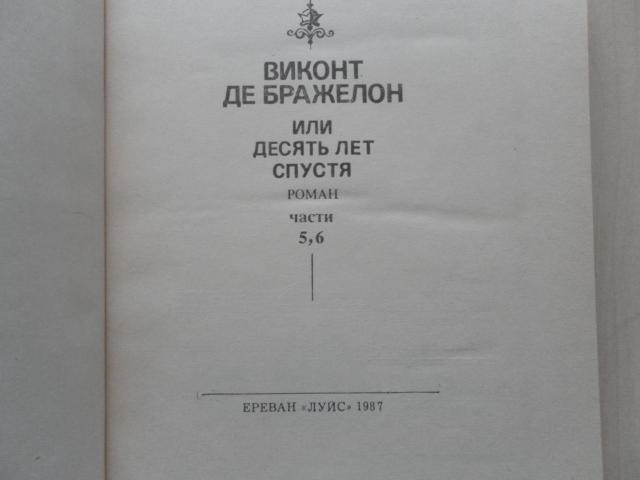 ВИКОНТ
ДЕ БРАЖЕЛОН
ИЛИ
ДЕСЯТЬ ЛЕТ
СПУСТЯ
РОМАН
части
5,6
ЕРЕВАН «ЛУЙС» 1987